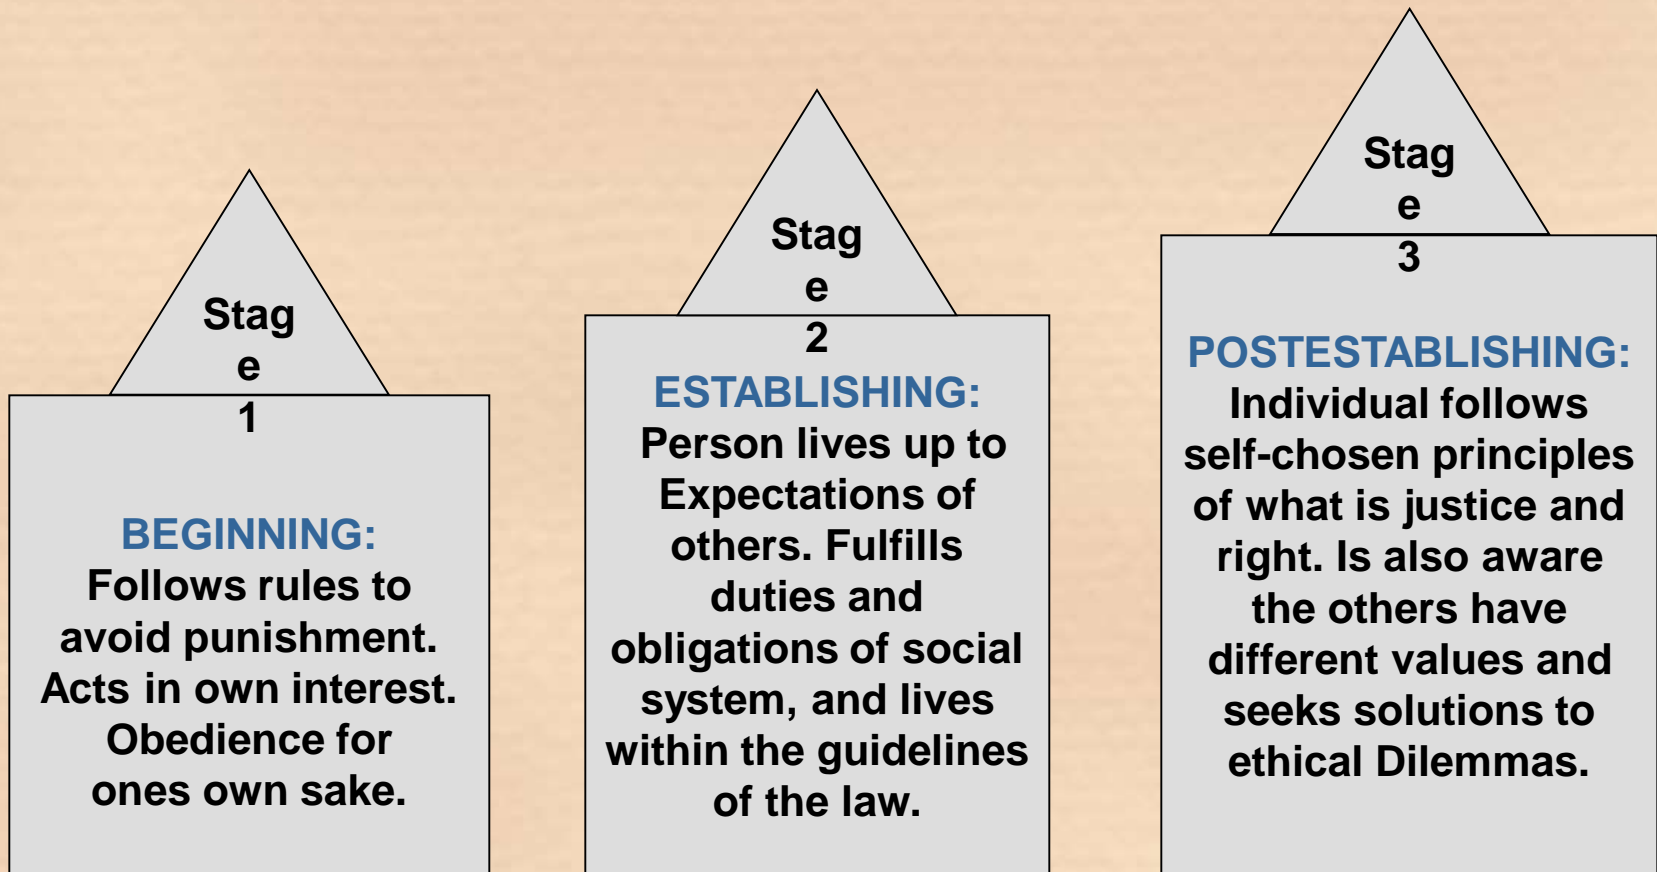 Stag
e
1
BEGINNING:
Follows rules to
avoid punishment.
Acts in own interest.
Obedience for
ones own sake.
Stag
e
2
ESTABLISHING:
Person lives up to
Expectations of
others. Fulfills
duties and
obligations of social
system, and lives
within the guidelines
of the law.
Stag
e
3
POSTESTABLISHING:
Individual follows
self-chosen principles
of what is justice and
right. Is also aware
the others have
different values and
seeks solutions to
ethical Dilemmas.